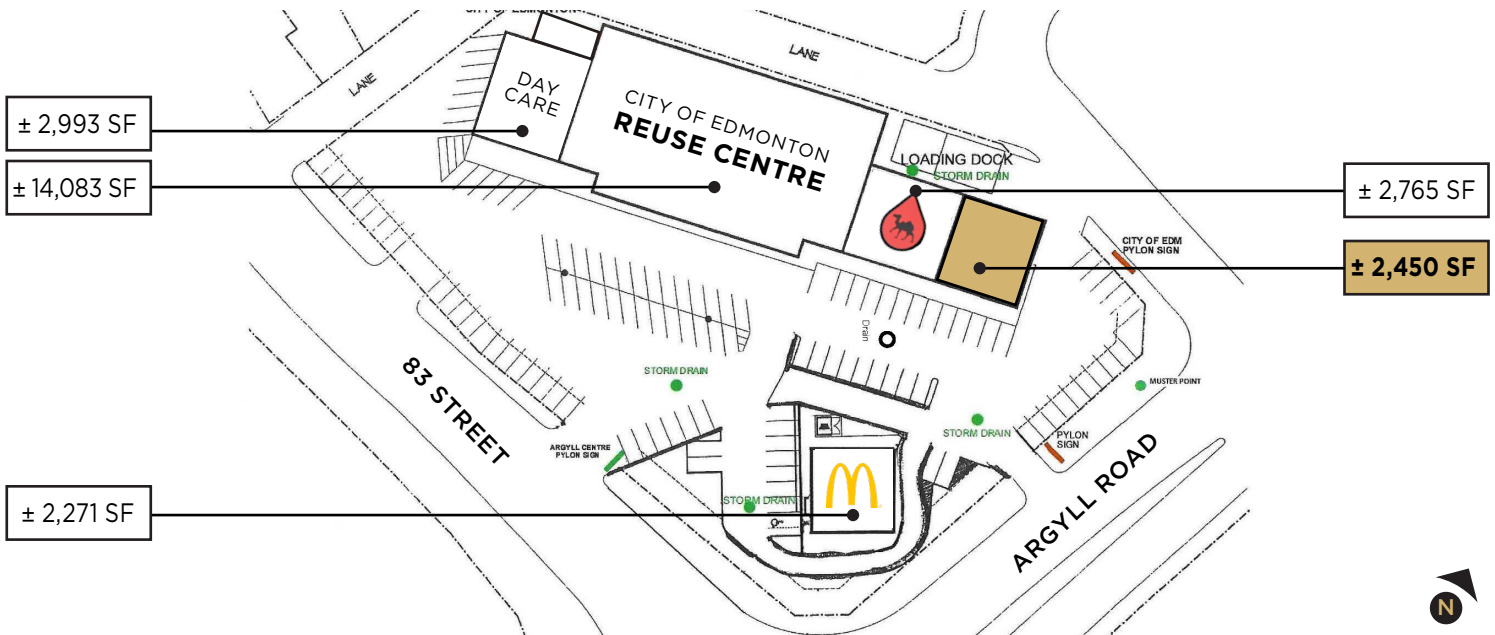 LANE
LANE
DAY
CARE
CITY OF EDMONTON
REUSE CENTRE
± 2,993 SF
± 14,083 SF
LOADING DOCK
STORM DRAIN
± 2,765 SF
CITY OF EDM
PYLON SIGN
± 2,450 SF
Drain
STORM DRAIN
MUSTER POINT
83 STREET
STORM DRAIN
PYLON
SIGN
ARGYLL CENTRE
PYLON SIGN
ARGYLL ROAD
STORM DRAIN
± 2,271 SF
N